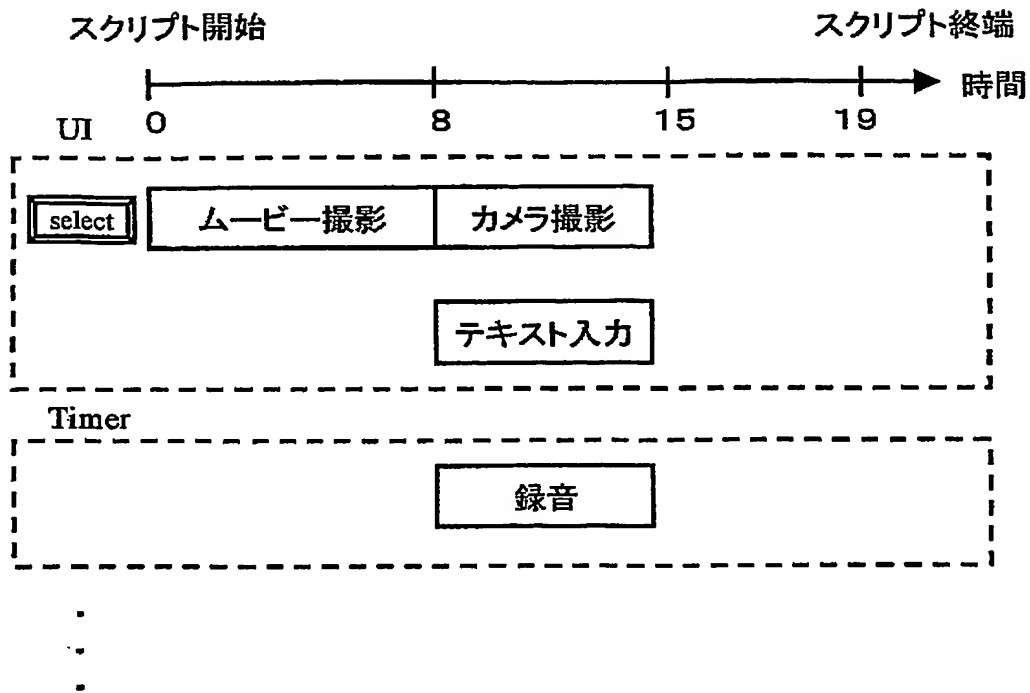 スクリプト開始
スクリプト終端
時間
0 8 15 19
UI
select ムービー撮影 カメラ撮影
テキスト入力
Timer
録音